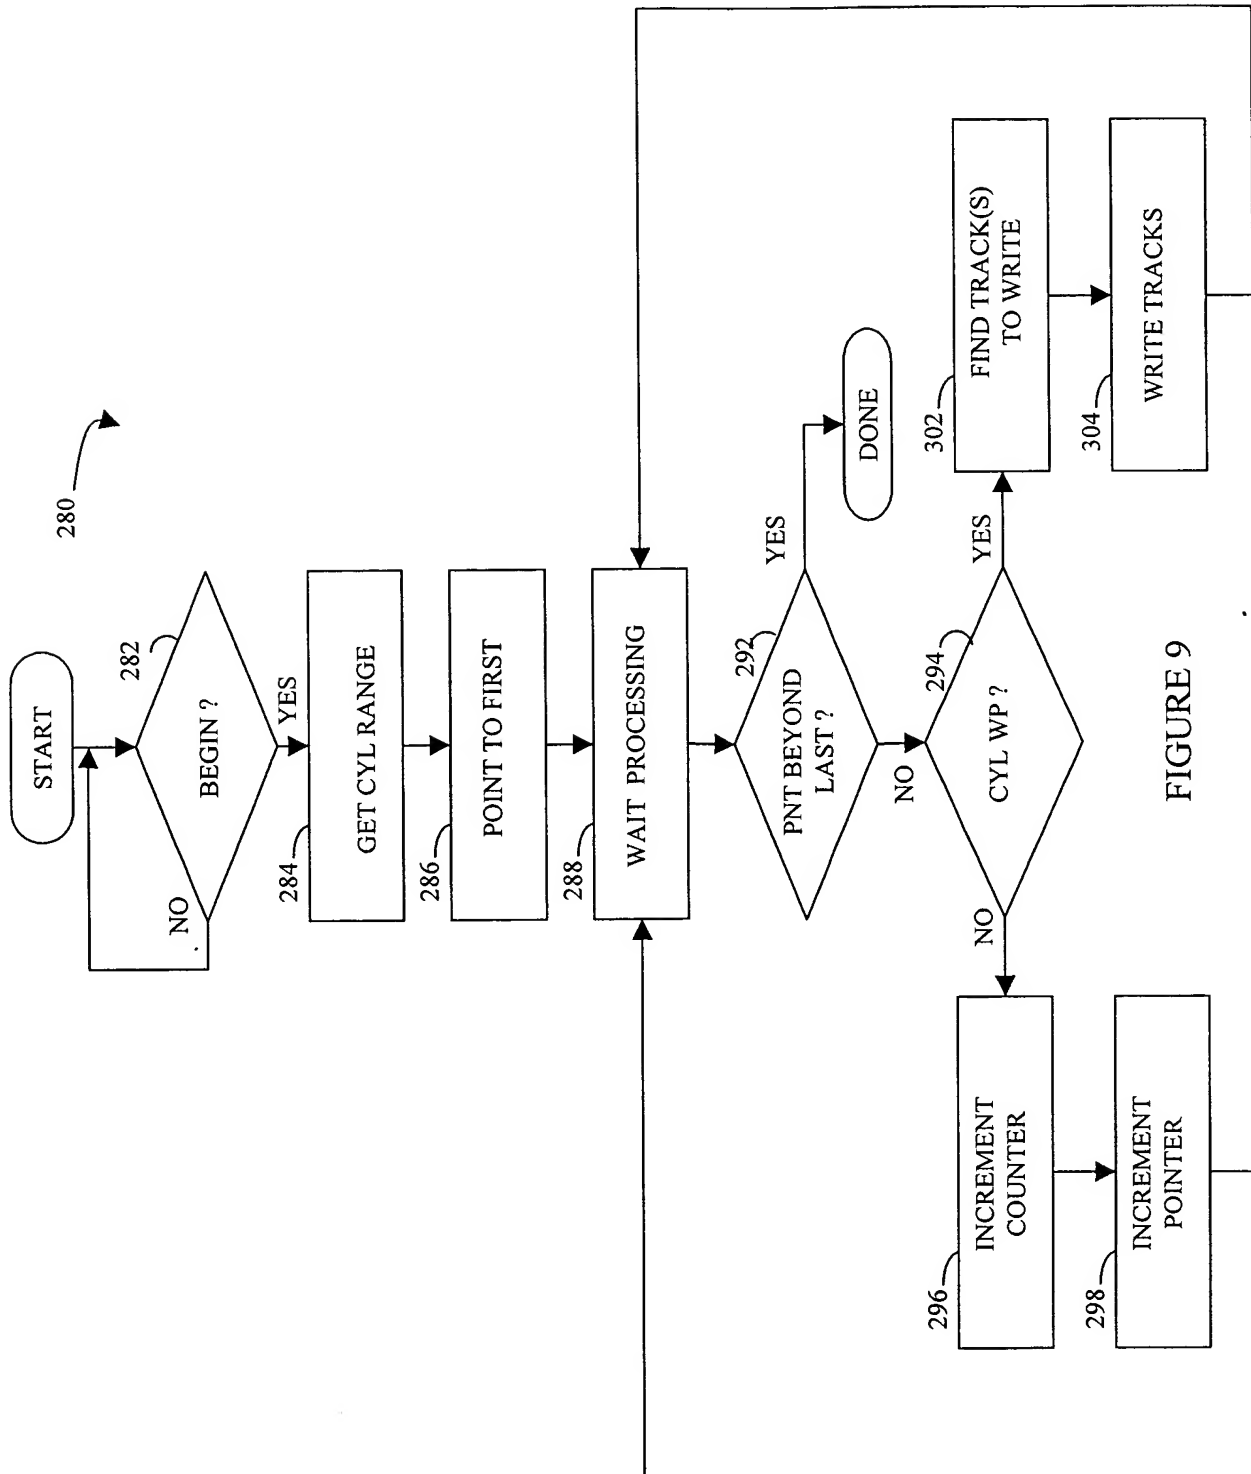 280
START
282
BEGIN ?
NO
YES
284
GET CYL RANGE
286
POINT TO FIRST
288
WAIT PROCESSING
292
PNT BEYOND
LAST ?
YES
DONE
NO
294
CYL WP ?
NO
YES
296
INCREMENT
COUNTER
298
INCREMENT
POINTER
302
FIND TRACK(S)
TO WRITE
304
WRITE TRACKS
FIGURE 9